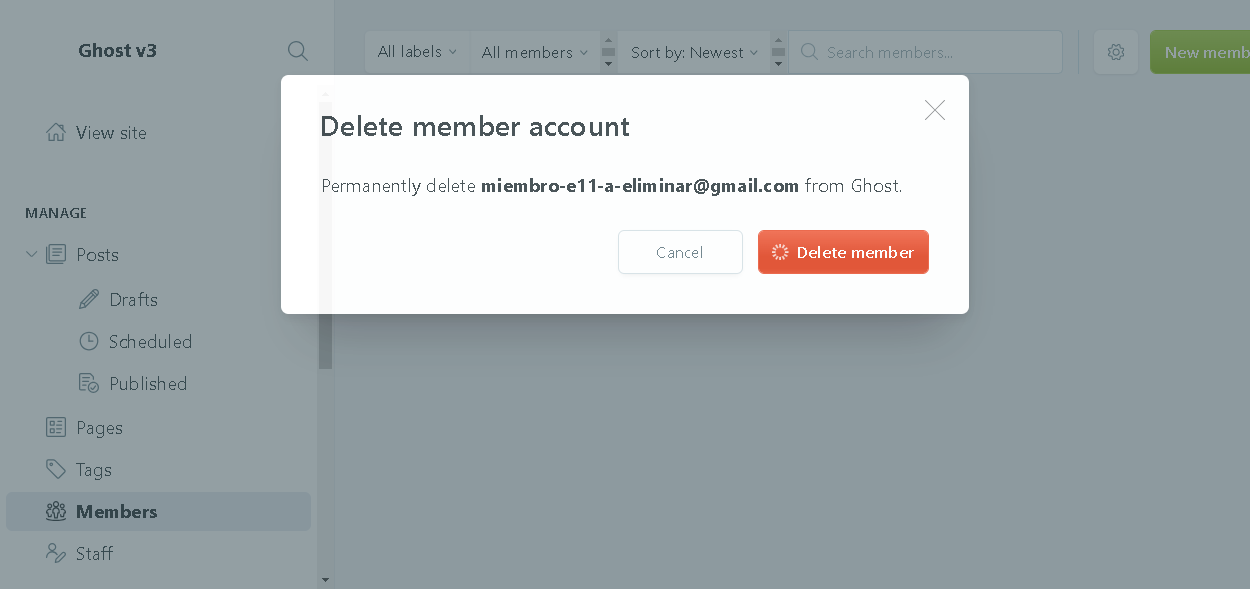 Ghost v3
All labels
All members
Sort by: Newest
Search members...
New memb
View site
MANAGE
Posts
Drafts
Scheduled
Published
Pages
Tags
Members
Staff
Delete member account
Permanently delete miembro-e11-a-eliminar@gmail.com from Ghost.
Cancel
Delete member